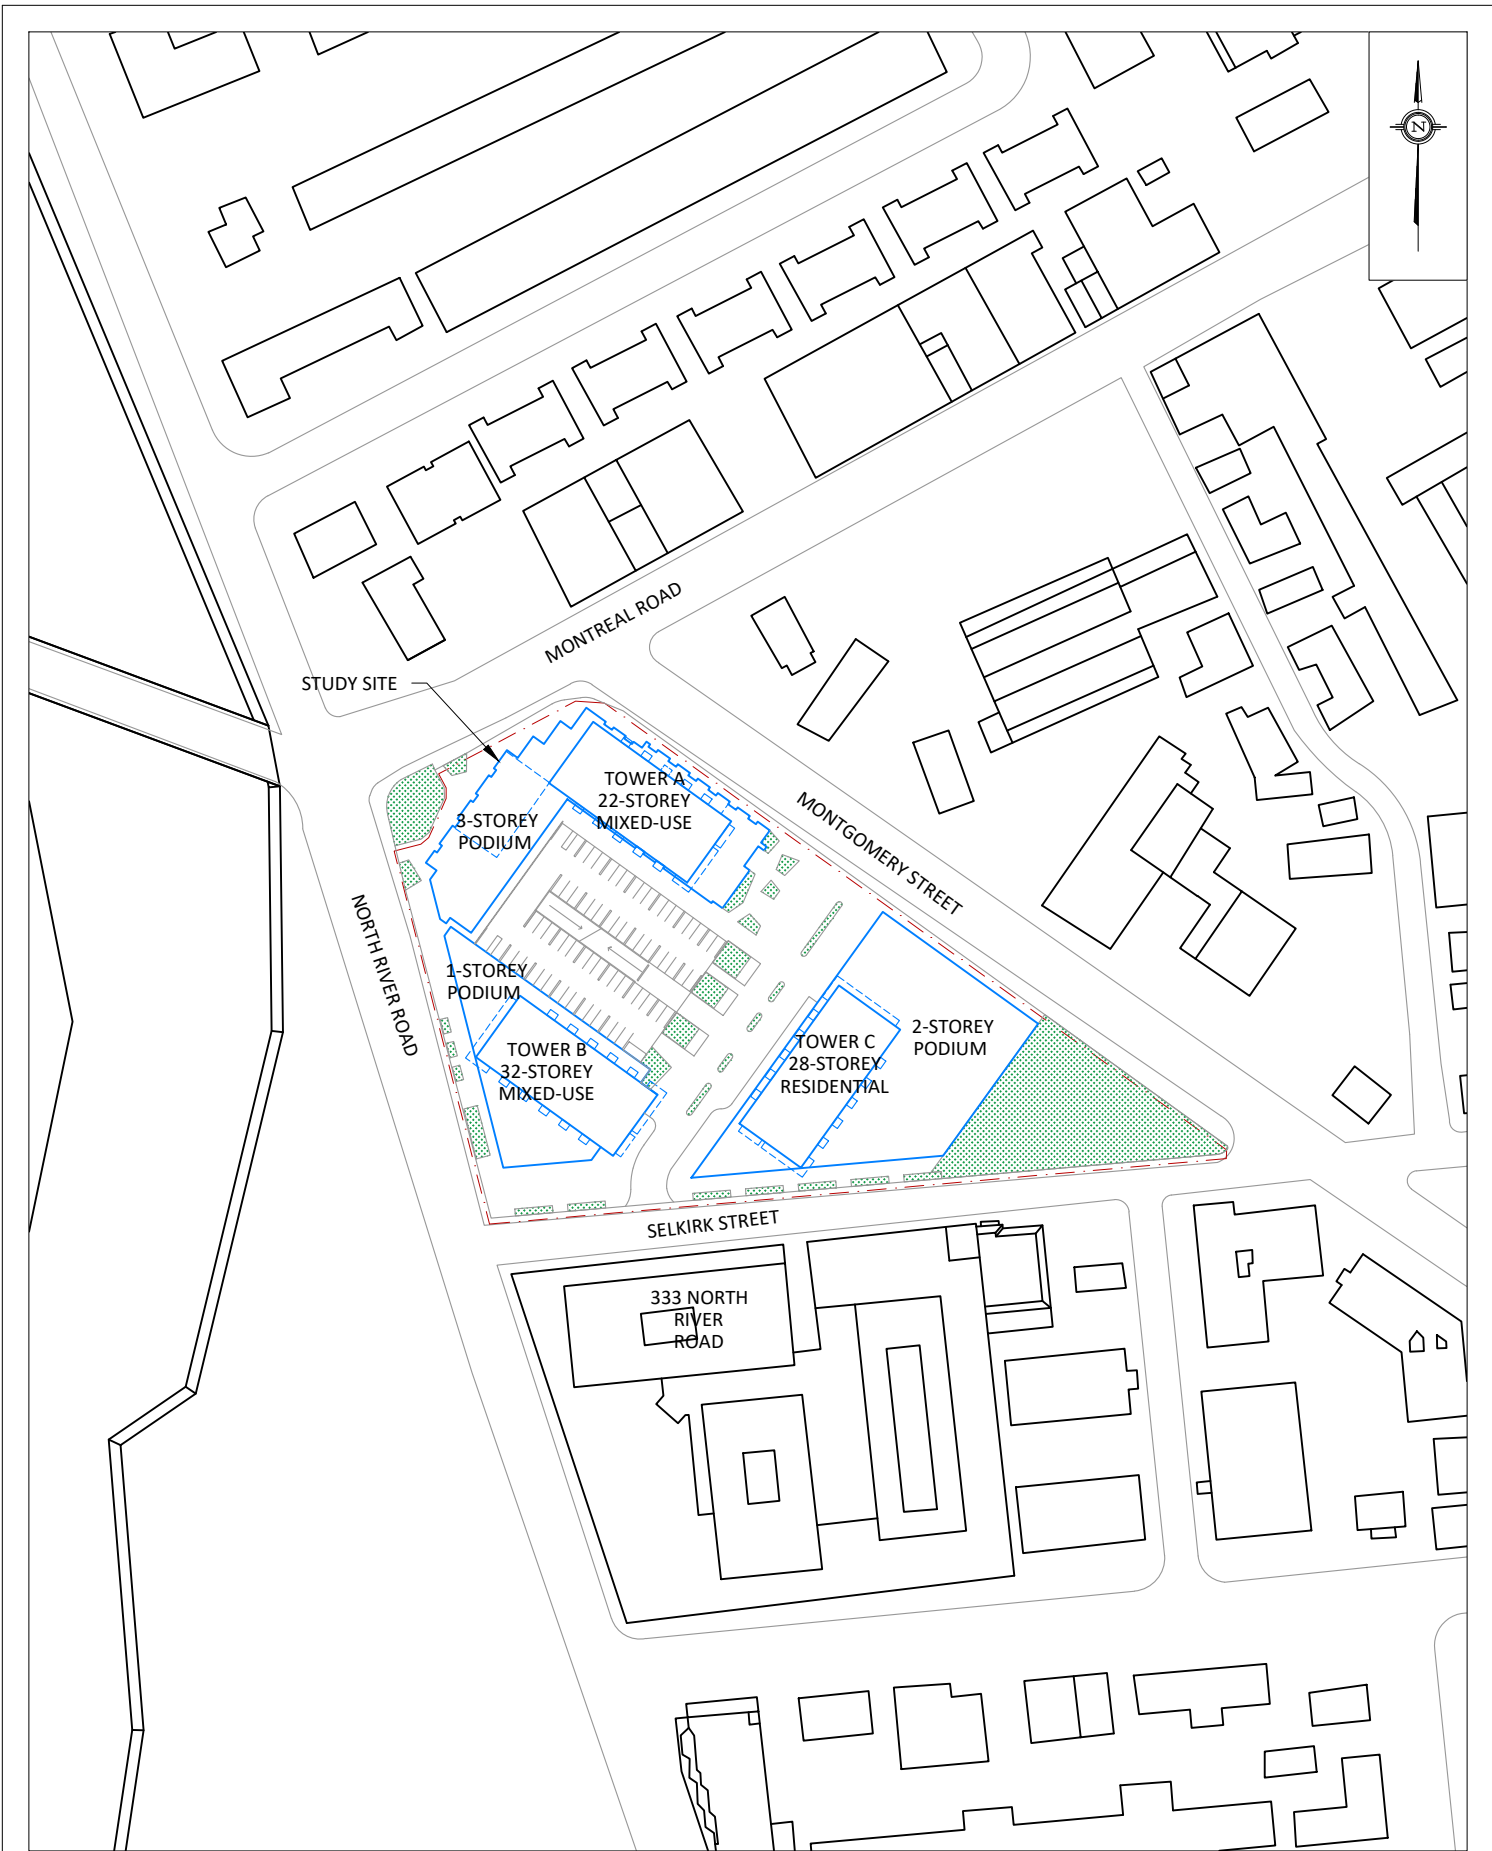 N
MONTREAL ROAD
STUDY SITE
TOWER A
22-STOREY
MIXED-USE
3-STOREY
PODIUM
MONTGOMERY STREET
NORTH RIVER ROAD
1-STOREY
PODIUM
TOWER B
32-STOREY
MIXED-USE
TOWER C
28-STOREY
RESIDENTIAL
2-STOREY
PODIUM
SELKIRK STREET
333 NORTH
RIVER
ROAD